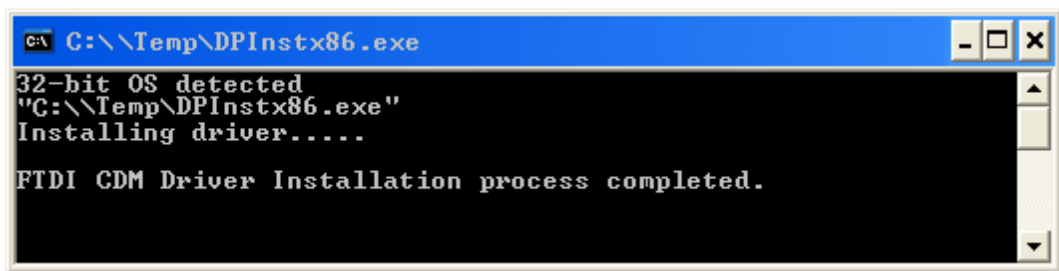 C:\\Temp\DPInstx86.exe
32-bit OS detected
"C:\\Temp\DPInstx86.exe"
Installing driver.....
FTDI CDM Driver Installation process completed.